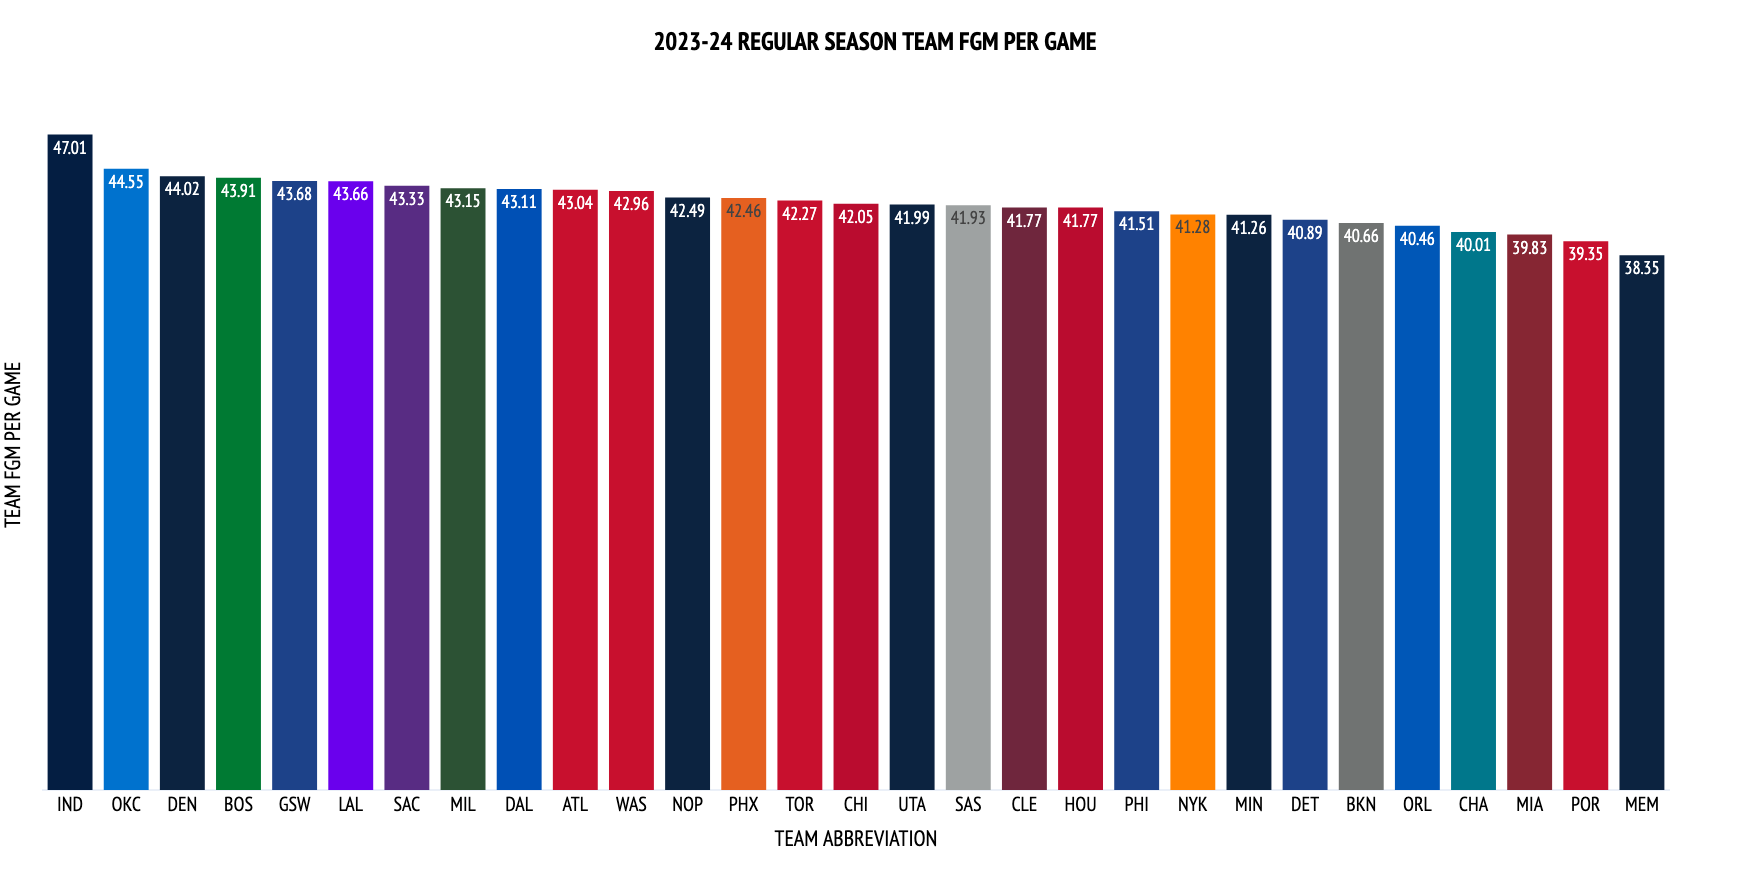 2023-24 REGULAR SEASON TEAM FGM PER GAME
47.01 44.55 44.02 43.91 43.68 43.66 43.33 43.15 43.11 43.04 42.96 42.49 42.46 42.27 42.05 41.99 41.93 41.77 41.77 41.51 41.28 41.26 40.89 40.66 40.46 40.01 39.83 39.35 38.35
TEAM FGM PER GAME
IND OKC DEN BOS GSW LAL SAC MIL DAL ATL WAS NOP PHX TOR CHI UTA SAS CLE HOU PHI NYK MIN DET BKN ORL CHA MIA POR MEM
TEAM ABBREVIATION